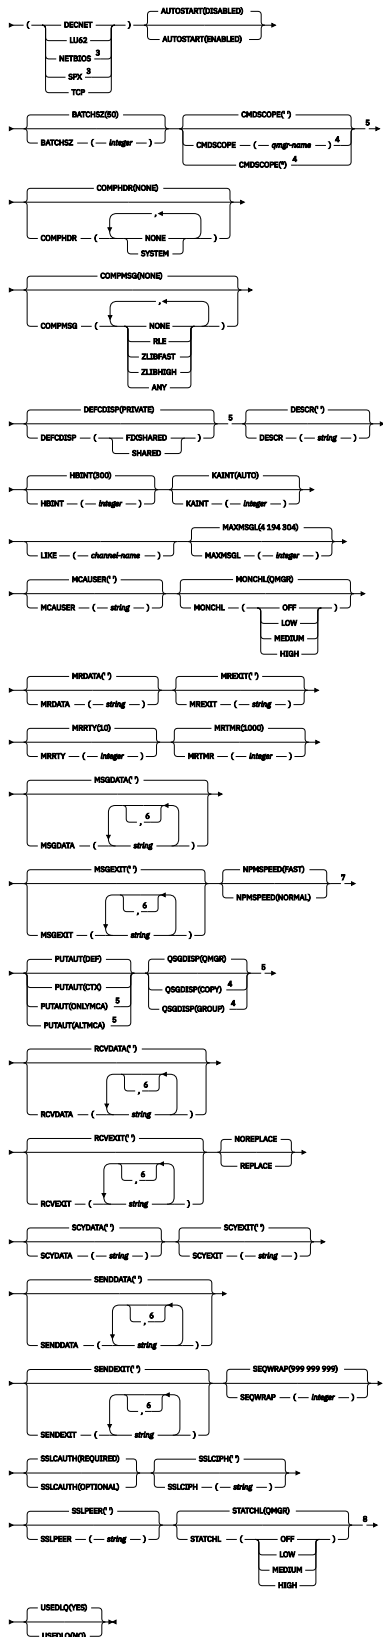 AUTOSTART(DISABLED)
( DECNET )
AUTOSTART(ENABLED)
LU62
NETBIOS 3
SPX 3
TCP
BATCHSZ(50)
CMDSCOPE(' ')
5
BATCHSZ ( integer )
CMDSCOPE ( qmgr-name ) 4
CMDSCOPE(*) 4
COMPHDR(NONE)
,
COMPHDR ( NONE )
SYSTEM
COMPMSG(NONE)
,
COMPMSG ( NONE )
RLE
ZLIBFAST
ZLIBHIGH
ANY
DEFCDISP(PRIVATE)
5
DESCR(' ')
DEFCDISP ( FIXSHARED )
SHARED
DESCR ( string )
HBINT(300)
KAINT(AUTO)
HBINT ( integer )
KAINT ( integer )
MAXMSGL(4 194 304)
LIKE ( channel-name )
MAXMSGL ( integer )
MCAUSER(' ')
MONCHL(QMGR)
MCAUSER ( string )
MONCHL ( OFF )
LOW
MEDIUM
HIGH
MRDATA(' ')
MREXIT(' ')
MRDATA ( string )
MREXIT ( string )
MRRTY(10)
MRTMR(1000)
MRRTY ( integer )
MRTMR ( integer )
MSGDATA(' ')
, 6
MSGDATA ( string )
MSGEXIT(' ')
NPMSPEED(FAST)
7
, 6
NPMSPEED(NORMAL)
MSGEXIT ( string )
PUTAUT(DEF)
QSGDISP(QMGR)
5
PUTAUT(CTX)
QSGDISP(COPY) 4
PUTAUT(ONLYMCA) 5
QSGDISP(GROUP) 4
PUTAUT(ALTMCA) 5
RCVDATA(' ')
, 6
RCVDATA ( string )
RCVEXIT(' ')
NOREPLACE
, 6
REPLACE
RCVEXIT ( string )
SCYDATA(' ')
SCYEXIT(' ')
SCYDATA ( string )
SCYEXIT ( string )
SENDDATA(' ')
, 6
SENDDATA ( string )
SENDEXIT(' ')
SEQWRAP(999 999 999)
, 6
SEQWRAP ( integer )
SENDEXIT ( string )
SSLCAUTH(REQUIRED)
SSLCIPH(' ')
SSLCAUTH(OPTIONAL)
SSLCIPH ( string )
SSLPEER(' ')
STATCHL(QMGR)
8
SSLPEER ( string )
STATCHL ( OFF )
LOW
MEDIUM
HIGH
USEDLQ(YES)
USEDLQ(NO)